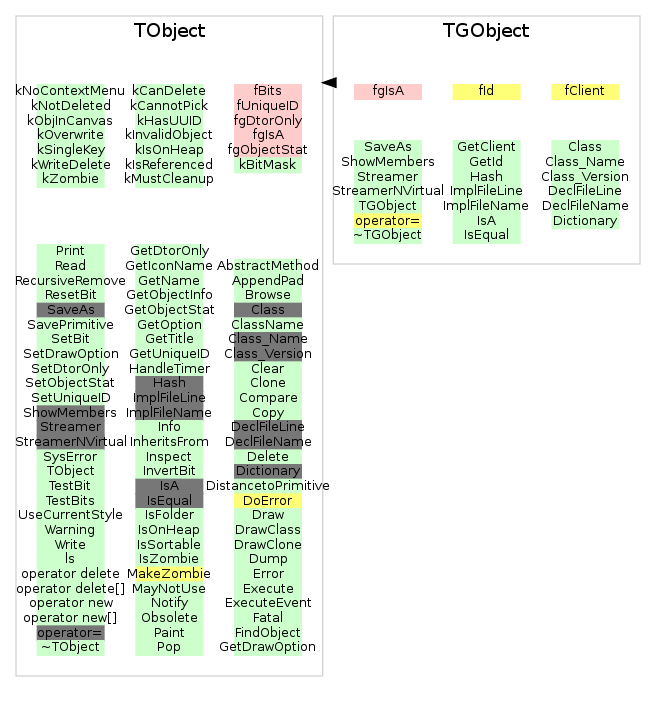 TObject
kNoContextMenu kCanDelete fBits
kNotDeleted kCannotPick fUniqueID
kObjInCanvas kHasUUID fgDtorOnly
kOverwrite kInvalidObject fgIsA
kSingleKey kIsOnHeap fgObjectStat
kWriteDelete kIsReferenced kBitMask
kZombie kMustCleanup
Print GetDtorOnly
Read GetIconName AbstractMethod
RecursiveRemove GetName AppendPad
ResetBit GetObjectInfo Browse
SaveAs GetObjectStat Class
SavePrimitive GetOption ClassName
SetBit GetTitle Class_Name
SetDrawOption GetUniqueID Class_Version
SetDtorOnly HandleTimer Clear
SetObjectStat Hash Clone
SetUniqueID ImplFileLine Compare
ShowMembers ImplFileName Copy
Streamer Info DeclFileLine
StreamerNVirtual InheritsFrom DeclFileName
SysError Inspect Delete
TObject InvertBit Dictionary
TestBit IsA DistancetoPrimitive
TestBits IsEqual DoError
UseCurrentStyle IsFolder Draw
Warning IsOnHeap DrawClass
Write IsSortable DrawClone
ls IsZombie Dump
operator delete MakeZombie Error
operator delete[] MayNotUse Execute
operator new Notify ExecuteEvent
operator new[] Obsolete Fatal
operator= Paint FindObject
~TObject Pop GetDrawOption
TGObject
fgIsA fId fClient
SaveAs GetClient Class
ShowMembers GetId Class_Name
Streamer Hash Class_Version
StreamerNVirtual ImplFileLine DeclFileLine
TGObject ImplFileName DeclFileName
operator= IsA Dictionary
~TGObject IsEqual